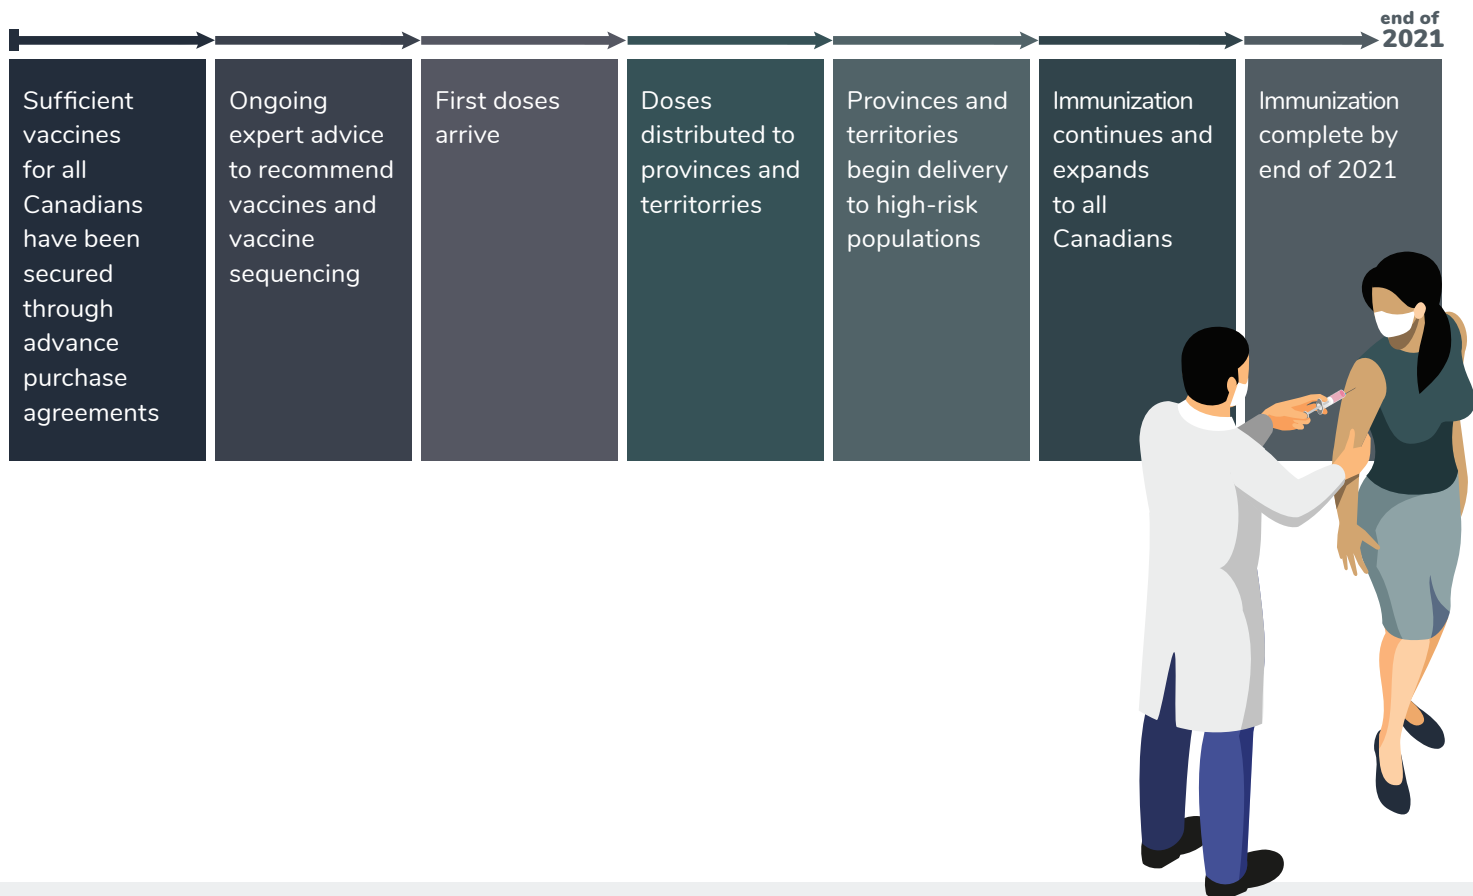 end of
2021
Sufficient
vaccines
for all
Canadians
have been
secured
through
advance
purchase
agreements
Ongoing
expert advice
to recommend
vaccines and
vaccine
sequencing
First doses
arrive
Doses
distributed to
provinces and
territorries
Provinces and
territories
begin delivery
to high-risk
populations
Immunization
continues and
expands
to all
Canadians
Immunization
complete by
end of 2021